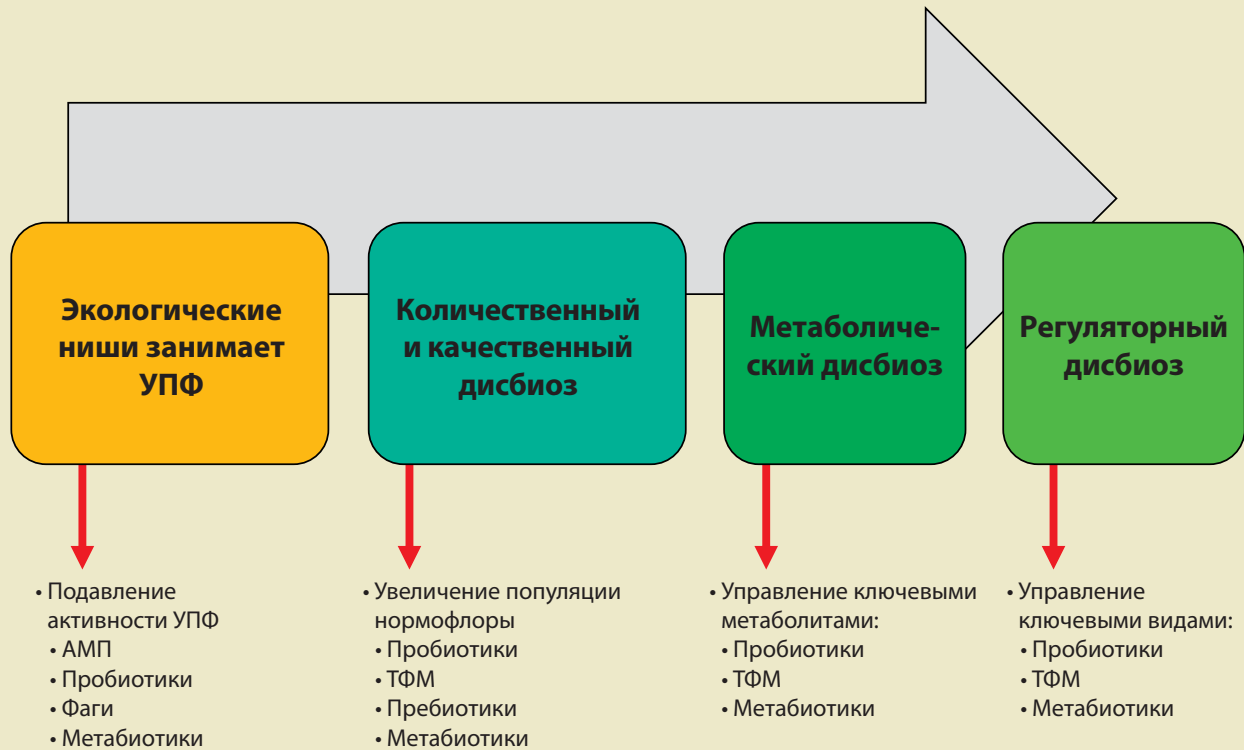 Экологические
ниши занимает
УПФ
Количественный
и качественный
дисбиоз
Метаболиче-
ский дисбиоз
Регуляторный
дисбиоз
• Подавление
активности УПФ
• АМП
• Пробиотики
• Фаги
• Метабиотики
• Увеличение популяции
нормофлоры
• Пробиотики
• ТФМ
• Пребиотики
• Метабиотики
• Управление ключевыми
метаболитами:
• Пробиотики
• ТФМ
• Метабиотики
• Управление
ключевыми видами:
• Пробиотики
• ТФМ
• Метабиотики